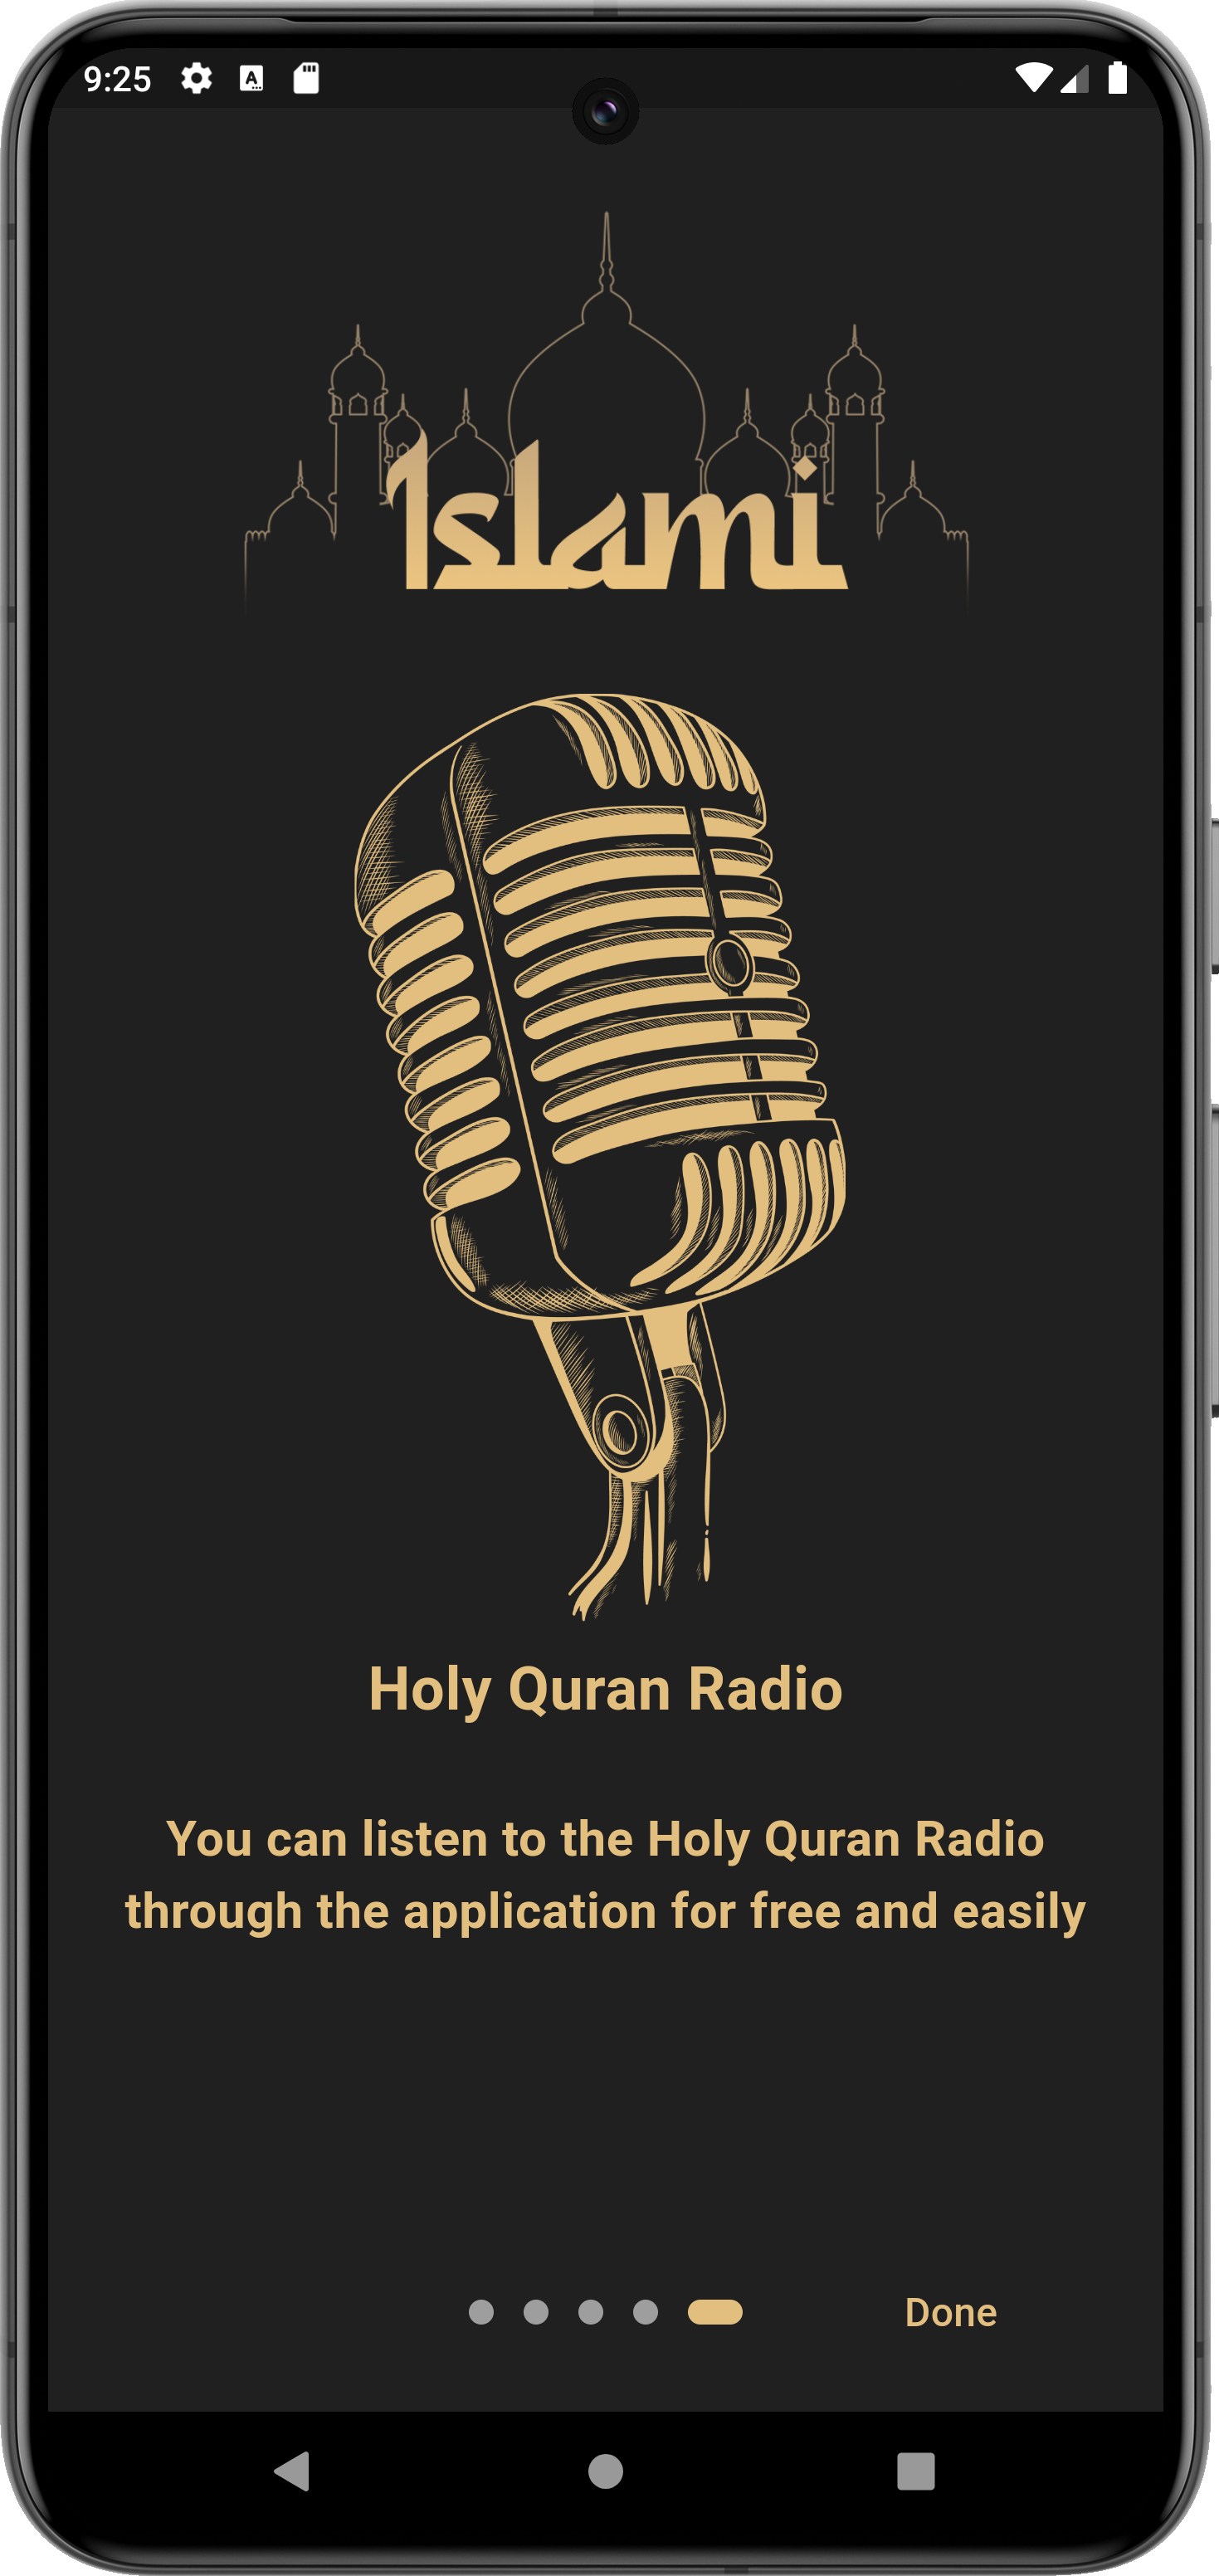 9:25
Islami
Holy Quran Radio
You can listen to the Holy Quran Radio
through the application for free and easily
Done